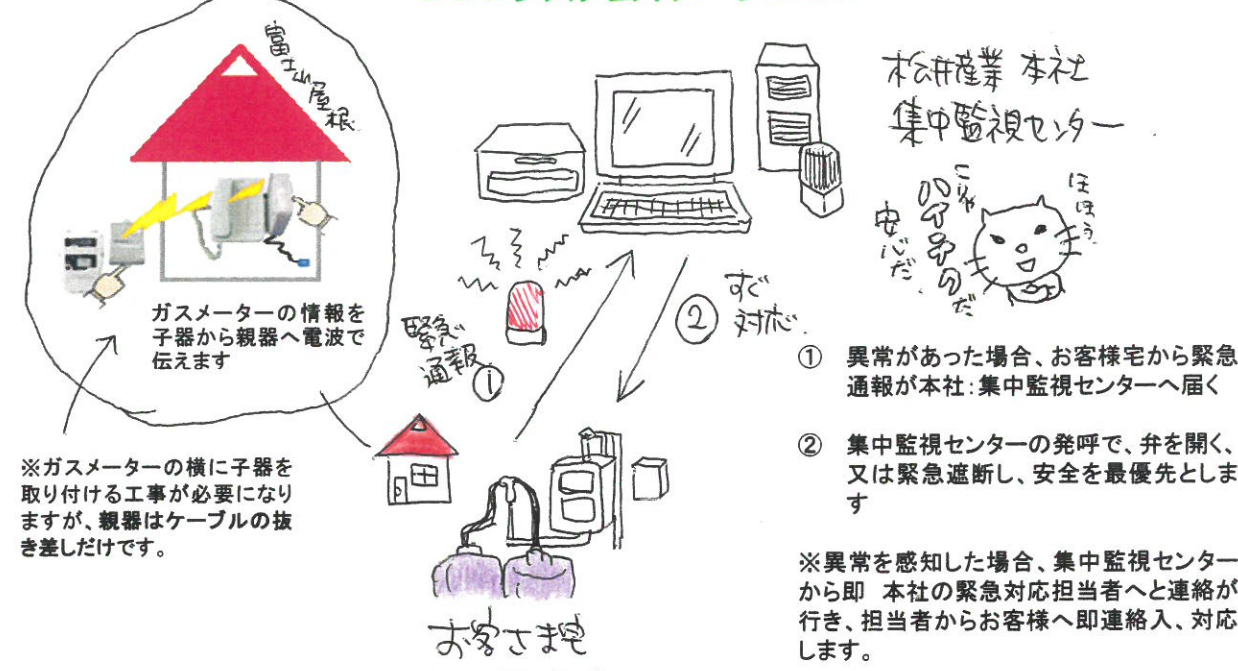 富士山屋根
ガスメーターの情報を
子器から親器へ電波で
伝えます
※ガスメーターの横に子器を
取り付ける工事が必要になり
ますが、親器はケーブルの抜
き差しだけです。
緊急
通報
①
②
すぐ
対応
お客さま宅
松井産業 本社
集中監視センター
ほほう
こりゃ
ハイテクだ
安心だ
① 異常があった場合、お客様宅から緊急
通報が本社：集中監視センターへ届く
② 集中監視センターの発呼で、弁を開く、
又は緊急遮断し、安全を最優先としま
す
※異常を感知した場合、集中監視センター
から即 本社の緊急対応担当者へと連絡が
行き、担当者からお客様へ即連絡入、対応
します。